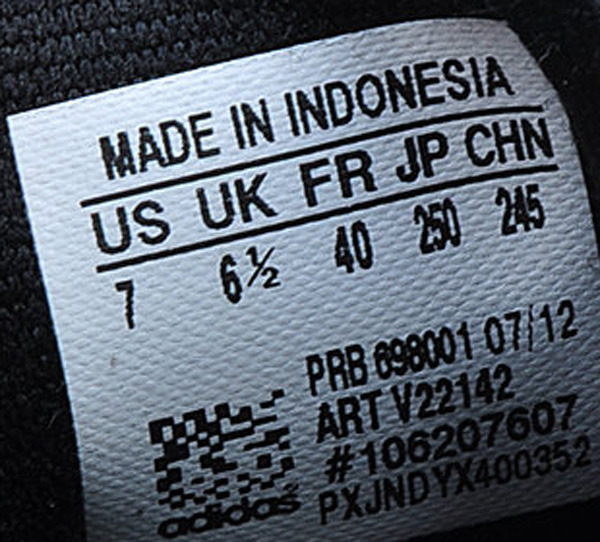 MADE IN INDONESIA
US UK FR JP CHN
7 6½ 40 250 245
PRB 698001 07/12
ART V22142
#106207607
PXJNDYX400352
adidas